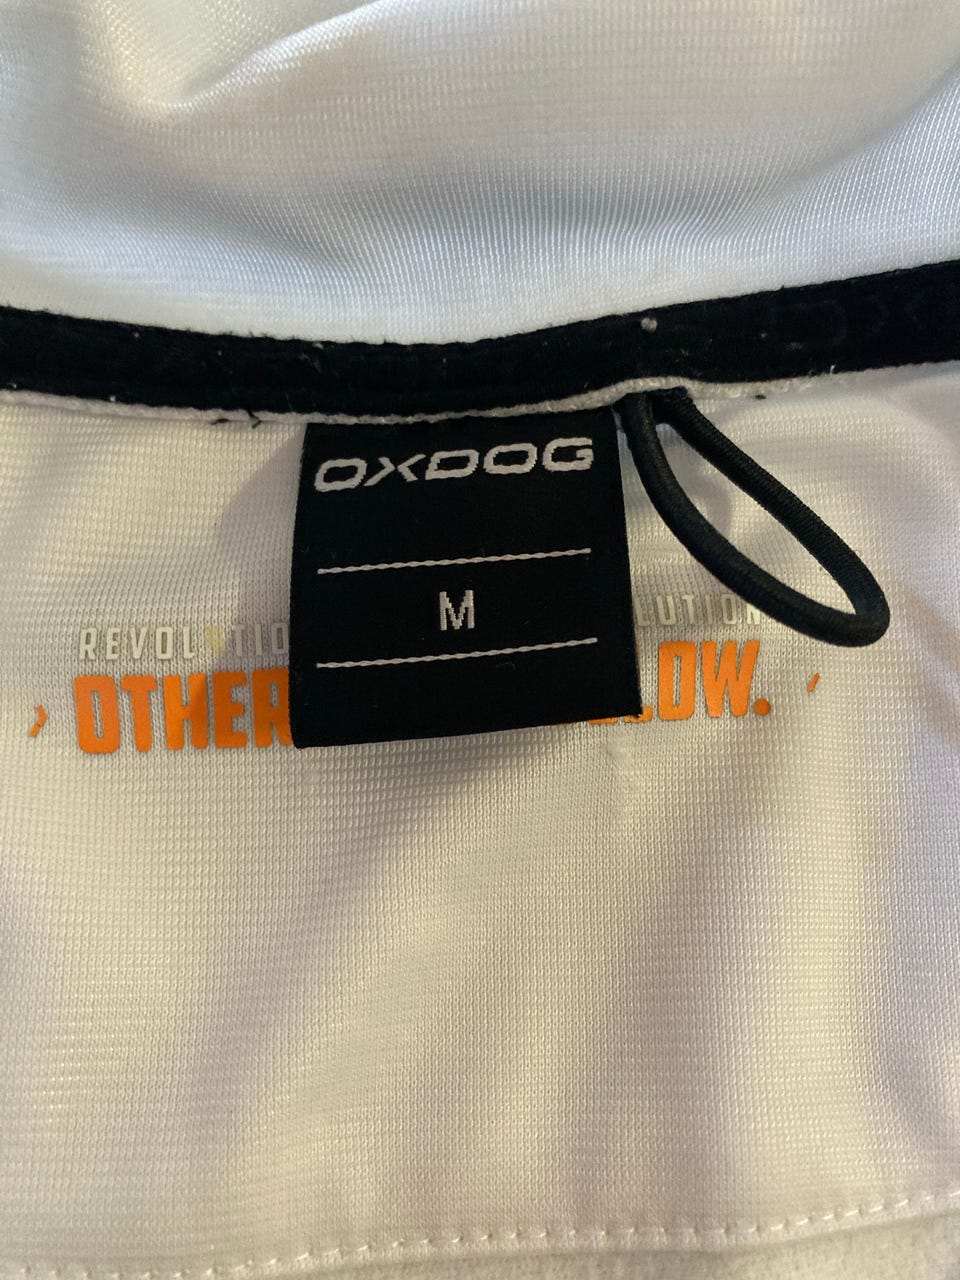 OXDOG
M
REVOLUTIO LUTION
OTHER LOW.